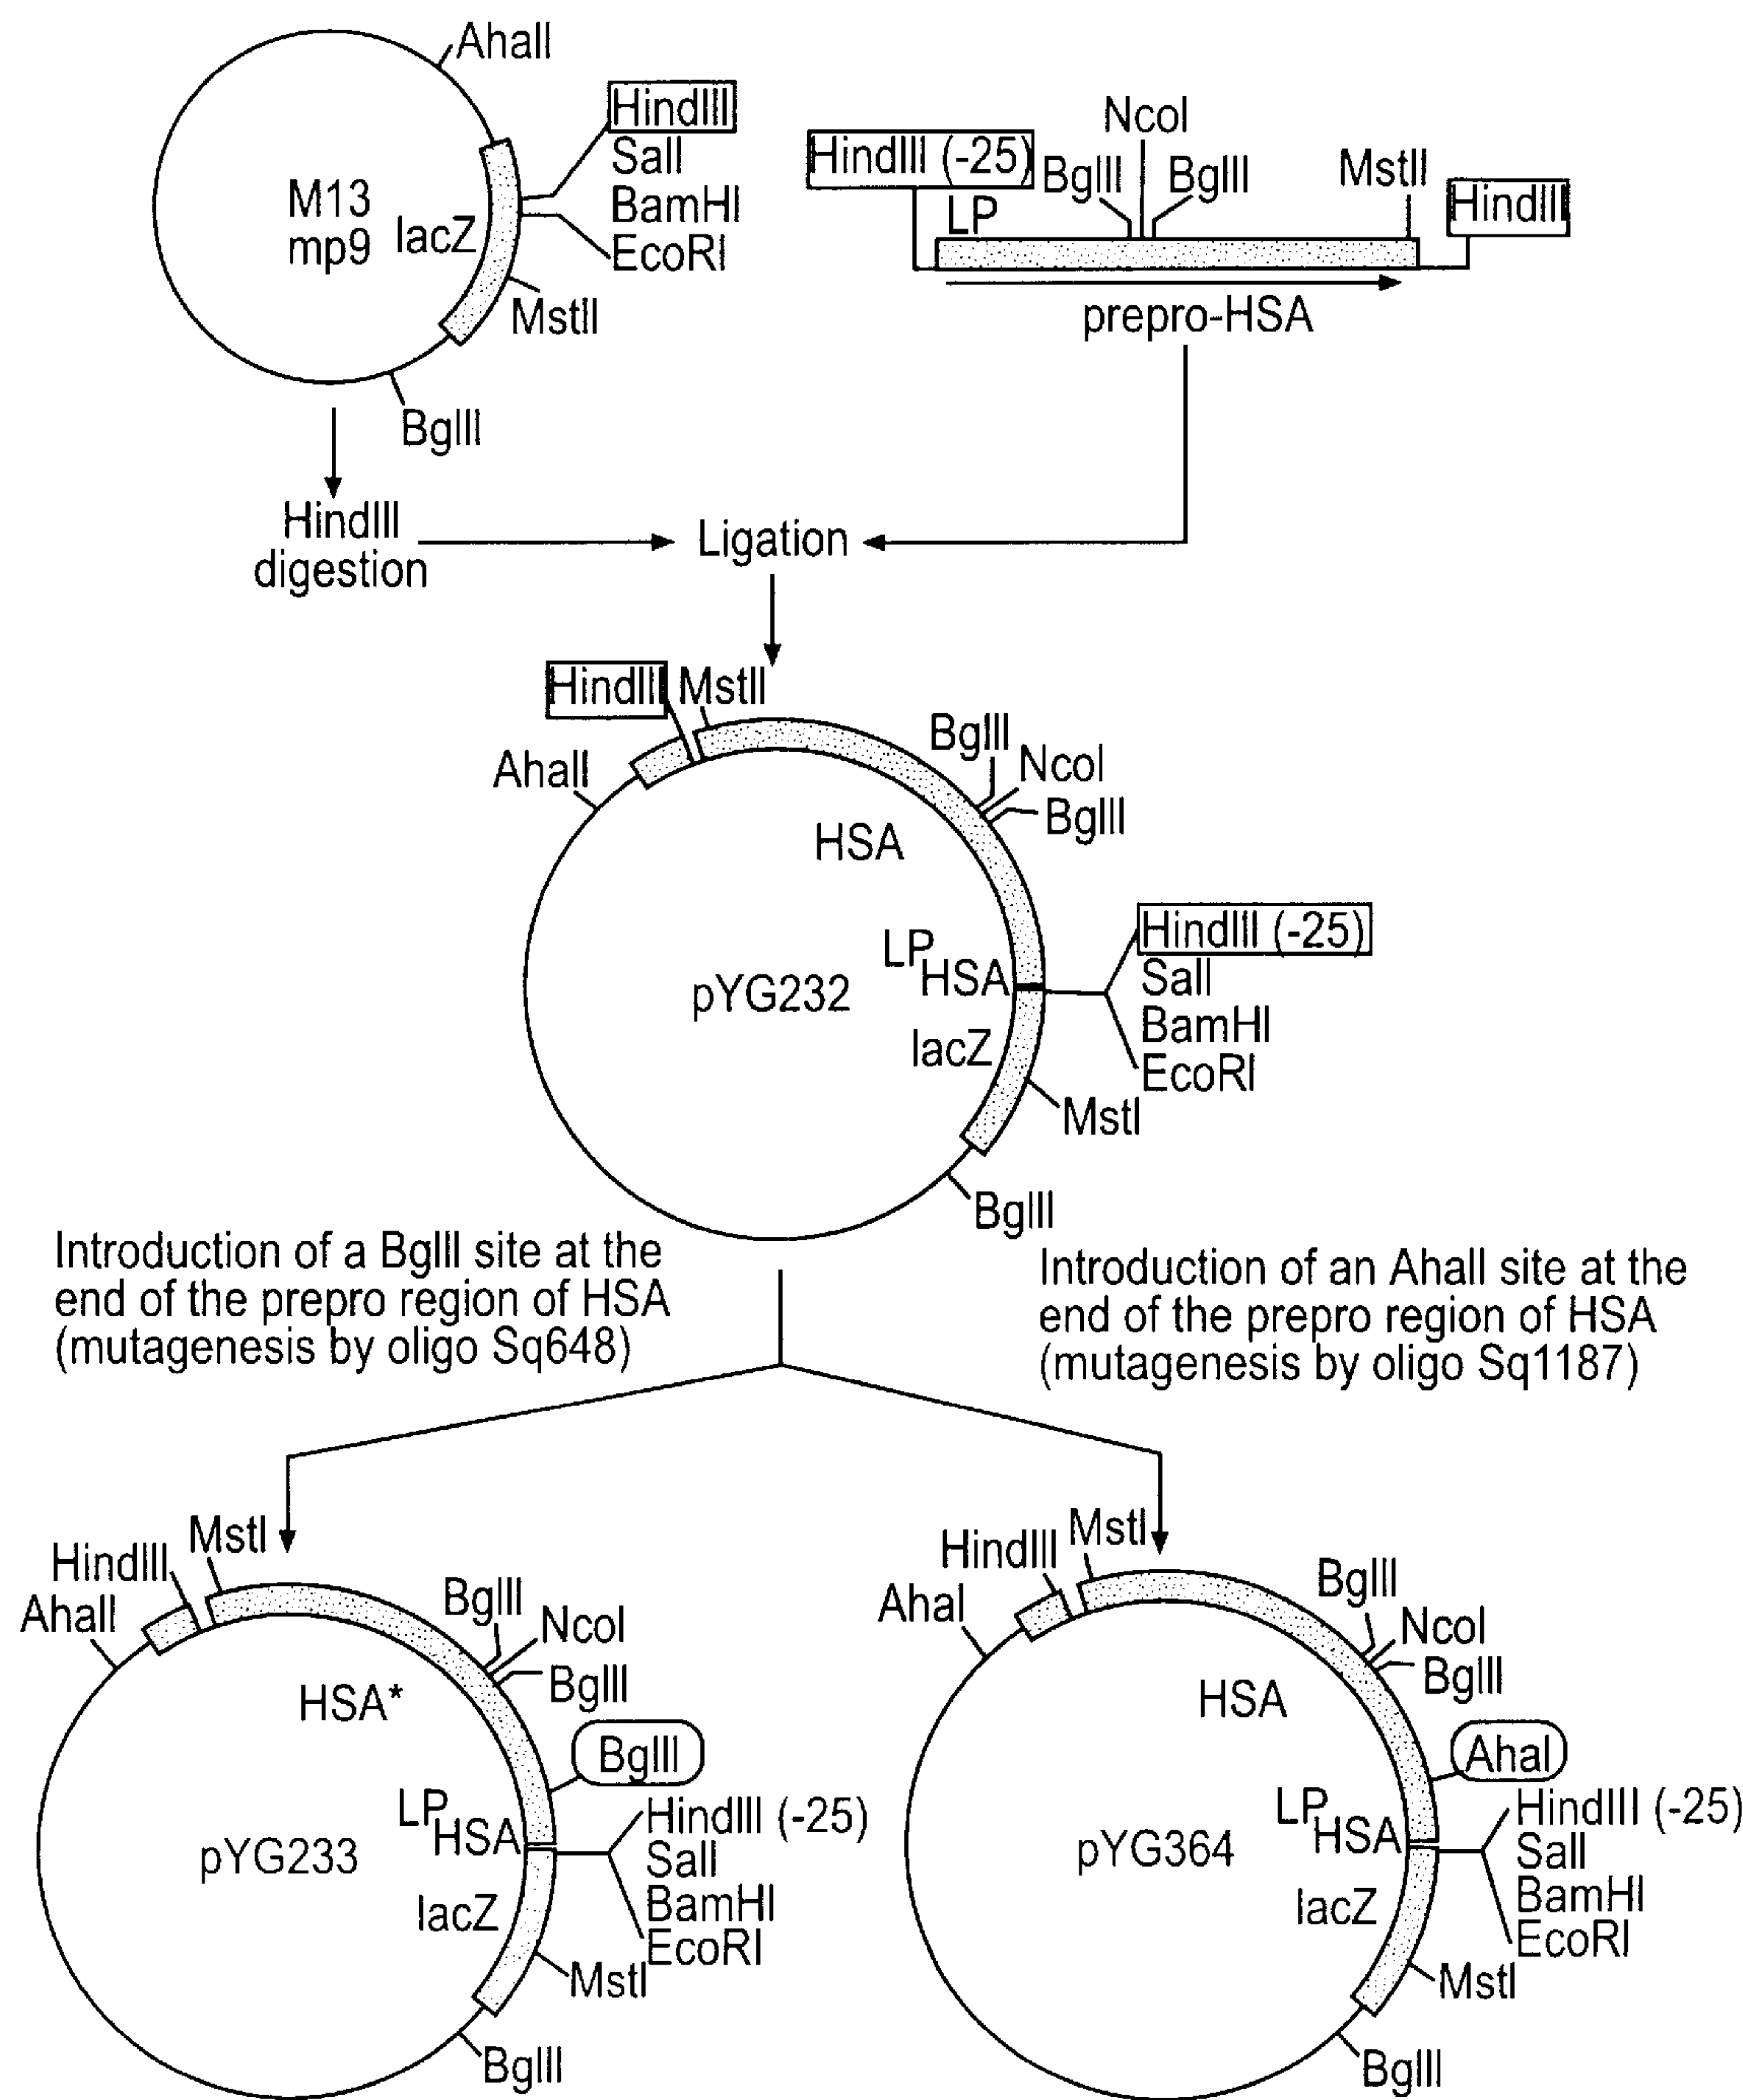 AhaII
HindIII
SalI
BamHI
EcoRI
M13
mp9
lacZ
MstII
BglII
HindIII (-25)
LP
BglII
NcoI
BglII
MstII
HindIII
prepro-HSA
HindIII
digestion
Ligation
HindIII
MstII
AhaII
BglII
NcoI
BglII
HSA
LP
HSA
pYG232
lacZ
HindIII (-25)
SalI
BamHI
EcoRI
MstI
BglII
Introduction of a BglII site at the
end of the prepro region of HSA
(mutagenesis by oligo Sq648)
Introduction of an AhaII site at the
end of the prepro region of HSA
(mutagenesis by oligo Sq1187)
MstI
HindIII
AhaII
BglII
NcoI
BglII
HSA*
BglII
LP
HSA
pYG233
lacZ
HindIII (-25)
SalI
BamHI
EcoRI
MstI
BglII
MstI
HindIII
AhaI
BglII
NcoI
BglII
HSA
AhaI
LP
HSA
pYG364
lacZ
HindIII (-25)
SalI
BamHI
EcoRI
MstI
BglII